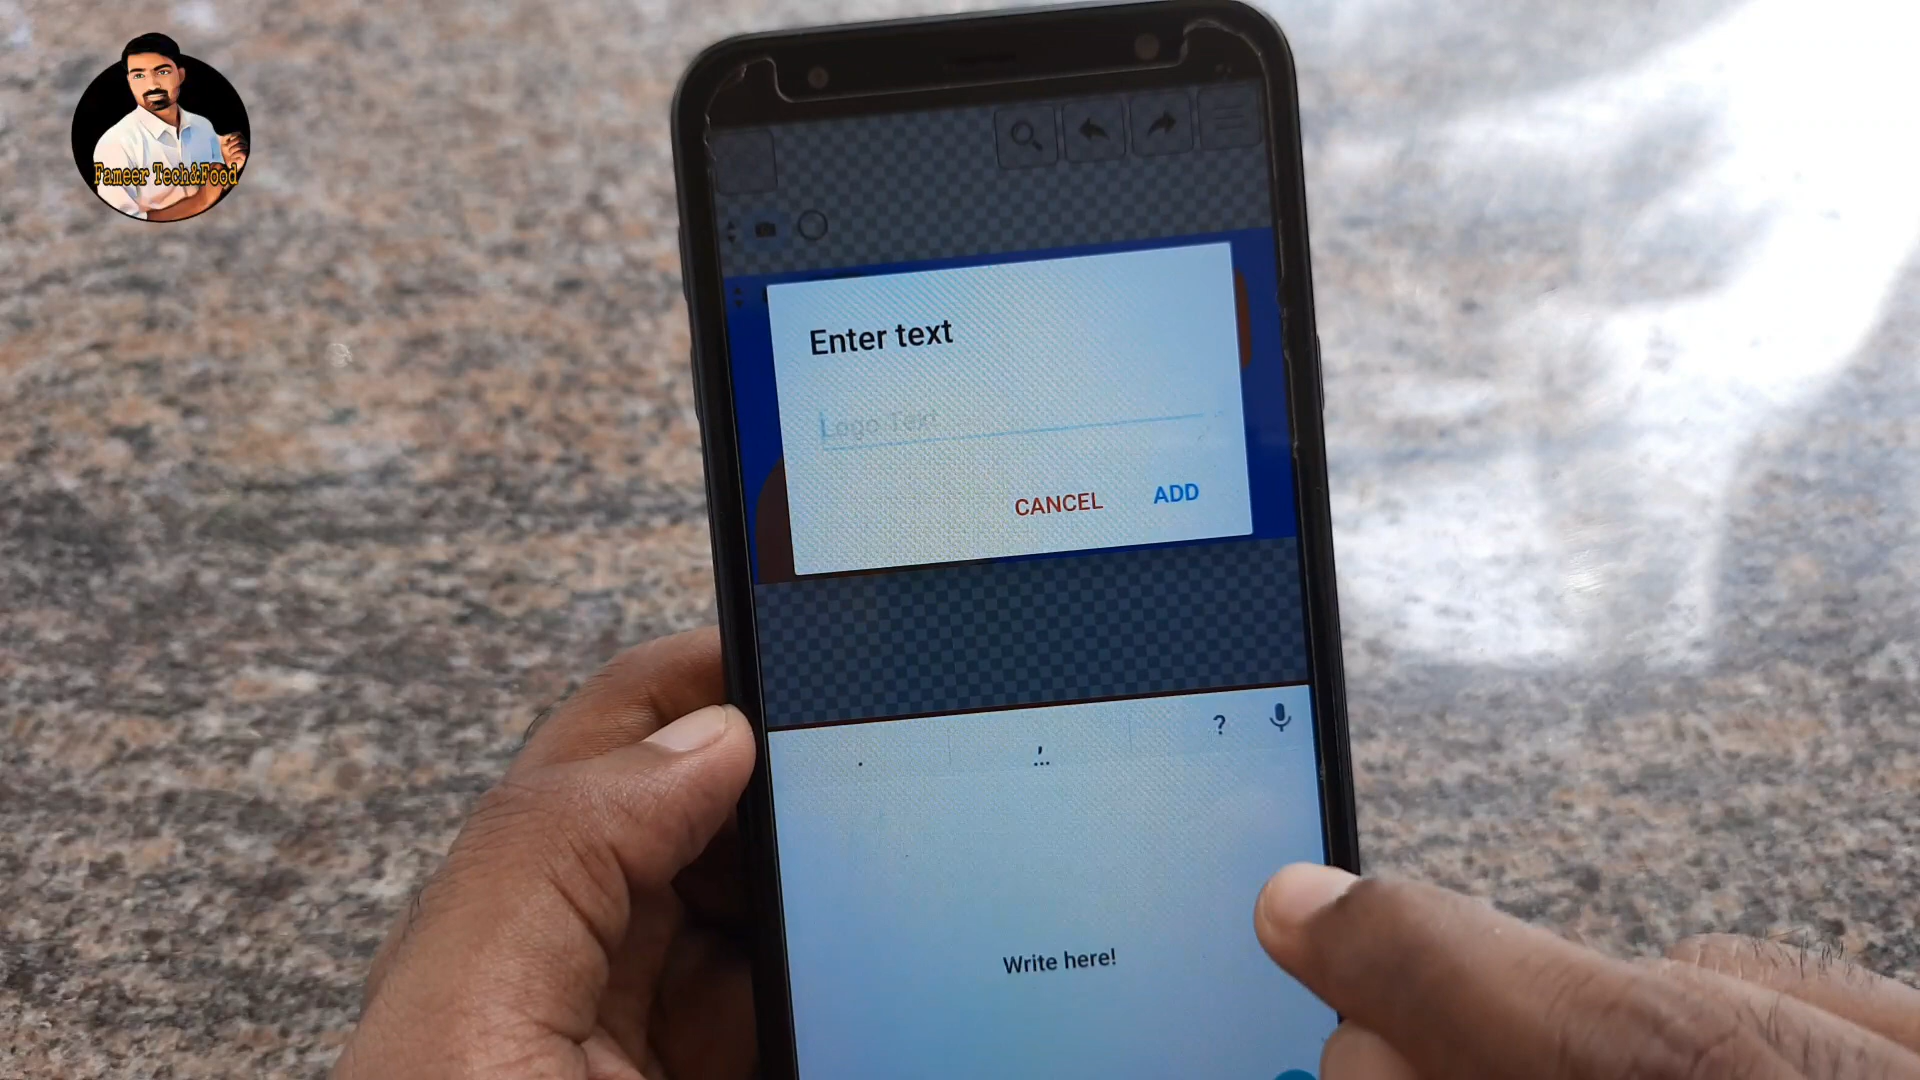 Fameer Tech&Food
Enter text
Logo Text
CANCEL
ADD
. , ... ?
Write here!